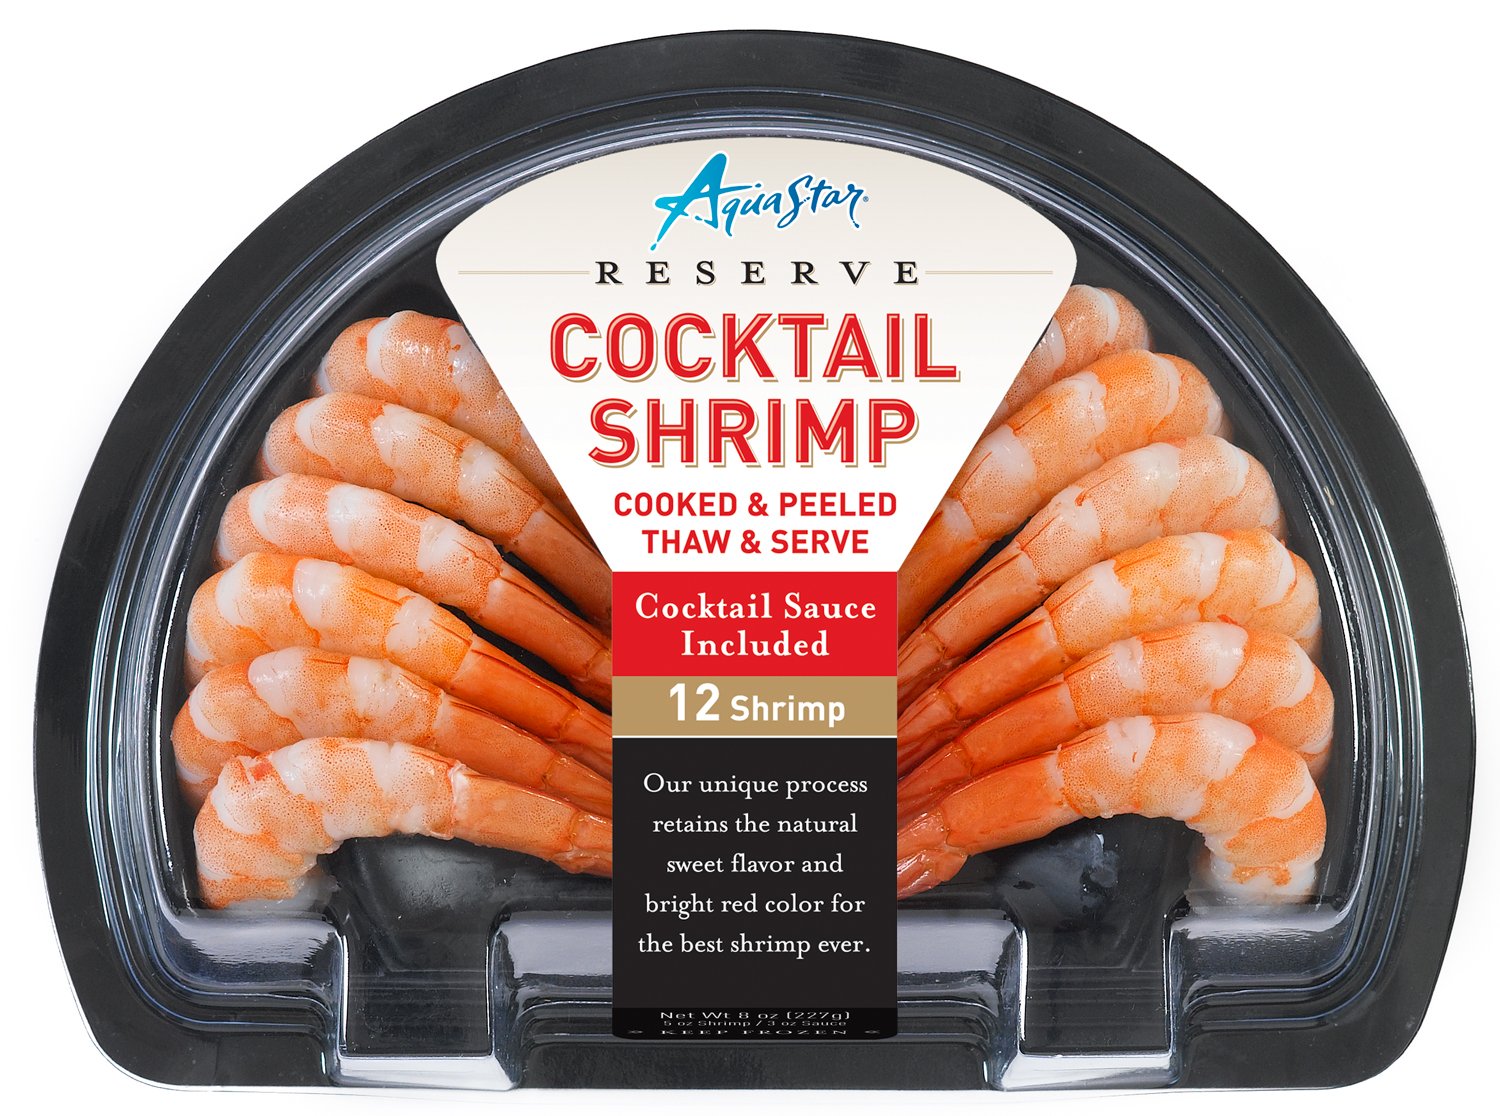 AquaStar®
RESERVE
COCKTAIL
SHRIMP
COOKED & PEELED
THAW & SERVE
Cocktail Sauce
Included
12 Shrimp
Our unique process
retains the natural
sweet flavor and
bright red color for
the best shrimp ever.
Net Wt 8 oz (227g)
5 oz Shrimp / 3 oz Sauce
KEEP FROZEN